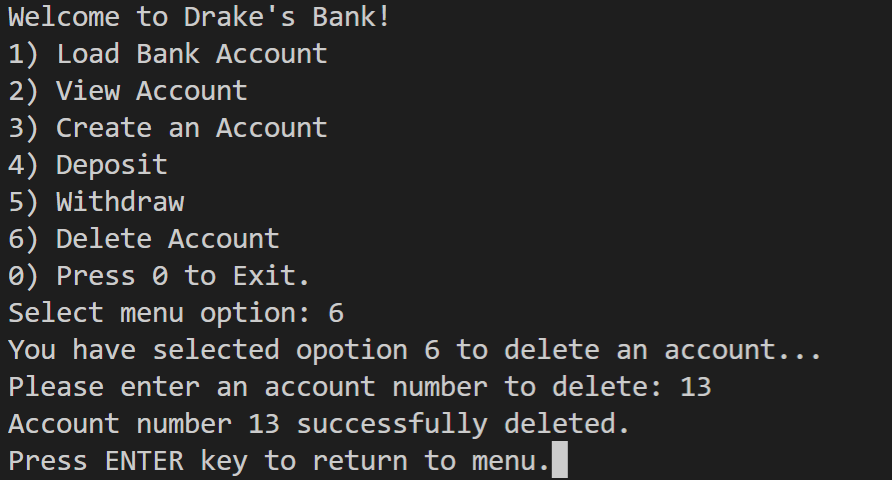 Welcome to Drake's Bank!
1) Load Bank Account
2) View Account
3) Create an Account
4) Deposit
5) Withdraw
6) Delete Account
0) Press 0 to Exit.
Select menu option: 6
You have selected opotion 6 to delete an account...
Please enter an account number to delete: 13
Account number 13 successfully deleted.
Press ENTER key to return to menu.